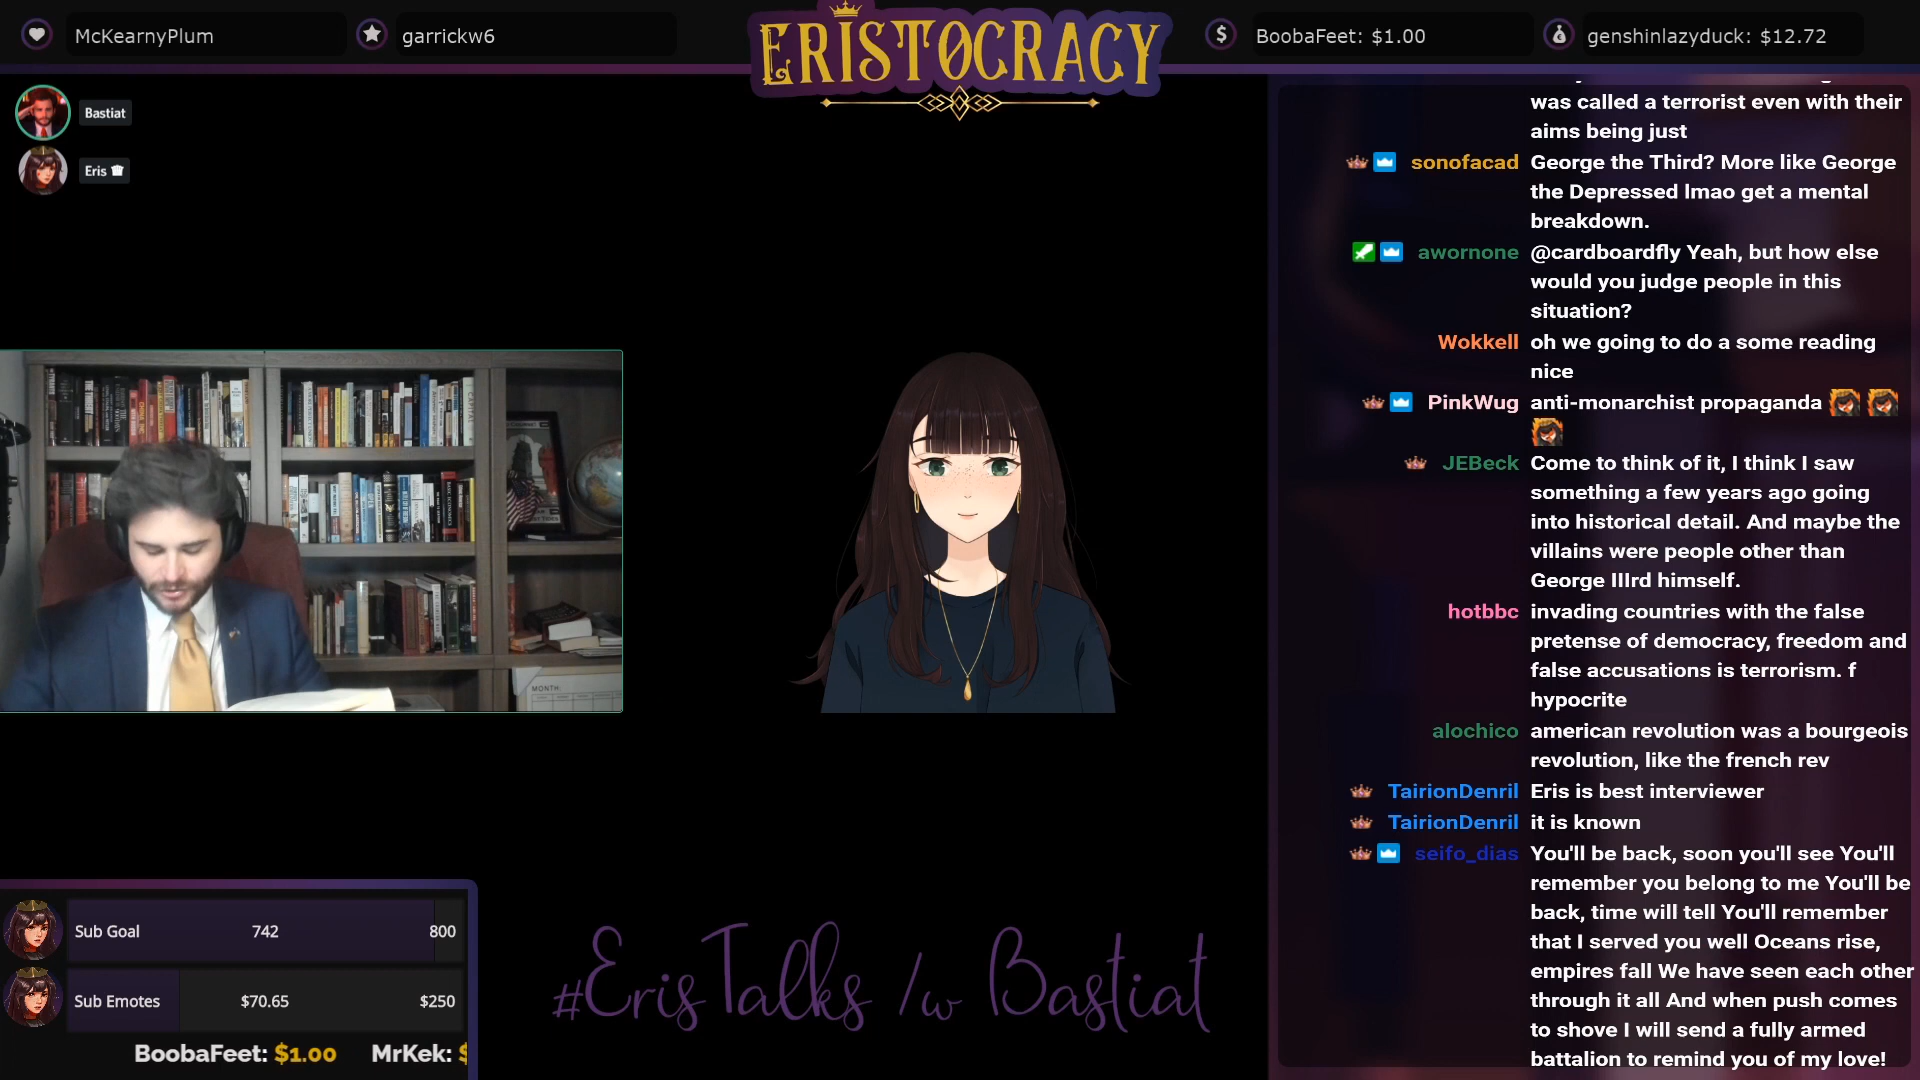 McKearnyPlum
garrickw6
ERISTOCRACY
BoobaFeet: $1.00
genshinlazyduck: $12.72
Bastiat
Eris
was called a terrorist even with their
aims being just
sonofacad George the Third? More like George
the Depressed lmao get a mental
breakdown.
awornone @cardboardfly Yeah, but how else
would you judge people in this
situation?
Wokkell oh we going to do a some reading
nice
PinkWug anti-monarchist propaganda
JEBeck Come to think of it, I think I saw
something a few years ago going
into historical detail. And maybe the
villains were people other than
George IIIrd himself.
hotbbc invading countries with the false
pretense of democracy, freedom and
false accusations is terrorism. f
hypocrite
alochico american revolution was a bourgeois
revolution, like the french rev
TairionDenril Eris is best interviewer
TairionDenril it is known
seifo_dias You'll be back, soon you'll see You'll
remember you belong to me You'll be
back, time will tell You'll remember
that I served you well Oceans rise,
empires fall We have seen each other
through it all And when push comes
to shove I will send a fully armed
battalion to remind you of my love!
MONTH:
Sub Goal 742 800
Sub Emotes $70.65 $250
BoobaFeet: $1.00 MrKek: $
#ErisTalks /w Bastiat